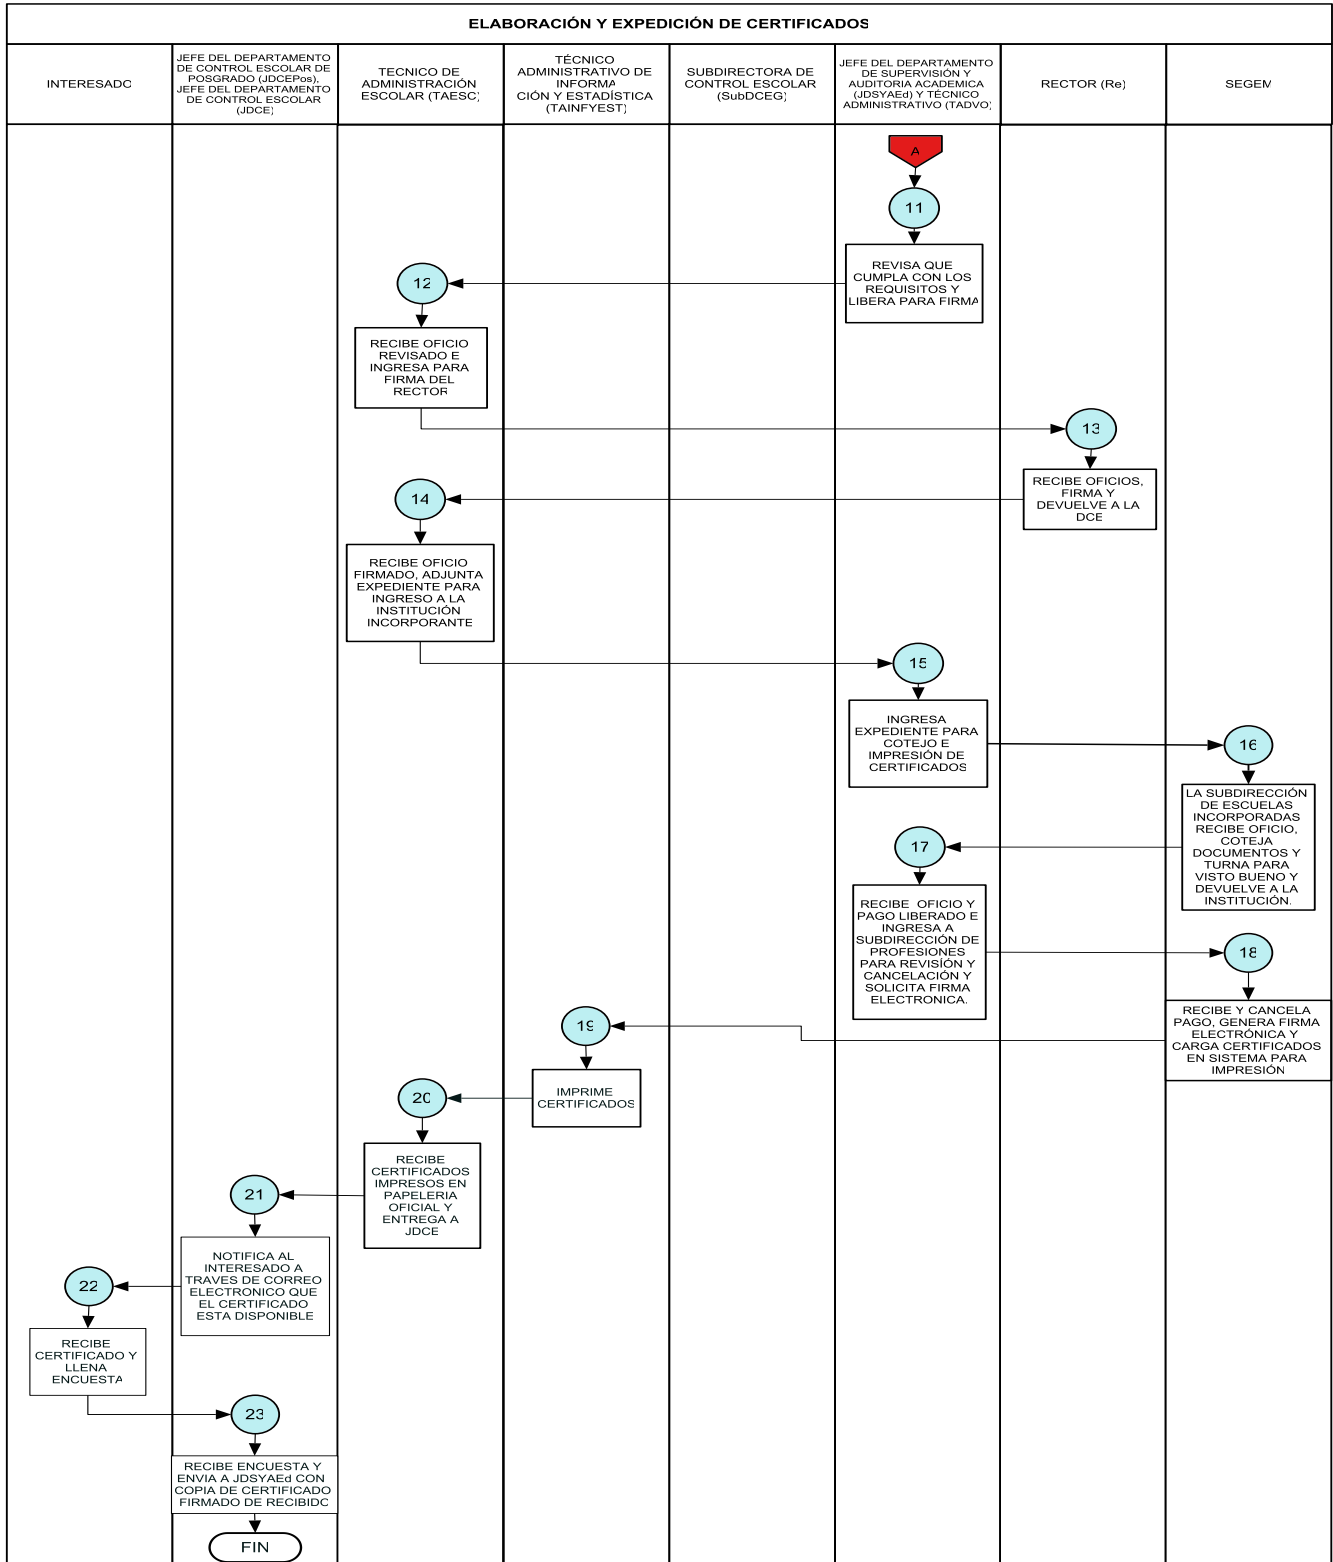 ELABORACIÓN Y EXPEDICIÓN DE CERTIFICADOS
INTERESADO
JEFE DEL DEPARTAMENTO
DE CONTROL ESCOLAR DE
POSGRADO (JDCEPos),
JEFE DEL DEPARTAMENTO
DE CONTROL ESCOLAR
(JDCE)
TECNICO DE
ADMINISTRACIÓN
ESCOLAR (TAESC)
TÉCNICO
ADMINISTRATIVO DE
INFORMA
CIÓN Y ESTADÍSTICA
(TAINFYEST)
SUBDIRECTORA DE
CONTROL ESCOLAR
(SubDCEG)
JEFE DEL DEPARTAMENTO
DE SUPERVISIÓN Y
AUDITORIA ACADEMICA
(JDSYAEd) Y TÉCNICO
ADMINISTRATIVO (TADVO)
RECTOR (Re)
SEGEM
A
11
REVISA QUE
CUMPLA CON LOS
REQUISITOS Y
LIBERA PARA FIRMA
12
RECIBE OFICIO
REVISADO E
INGRESA PARA
FIRMA DEL
RECTOR
13
RECIBE OFICIOS,
FIRMA Y
DEVUELVE A LA
DCE
14
RECIBE OFICIO
FIRMADO, ADJUNTA
EXPEDIENTE PARA
INGRESO A LA
INSTITUCIÓN
INCORPORANTE
15
INGRESA
EXPEDIENTE PARA
COTEJO E
IMPRESIÓN DE
CERTIFICADOS
16
LA SUBDIRECCIÓN
DE ESCUELAS
INCORPORADAS
RECIBE OFICIO,
COTEJA
DOCUMENTOS Y
TURNA PARA
VISTO BUENO Y
DEVUELVE A LA
INSTITUCIÓN.
17
RECIBE OFICIO Y
PAGO LIBERADO E
INGRESA A
SUBDIRECCIÓN DE
PROFESIONES
PARA REVISÍÓN Y
CANCELACIÓN Y
SOLICITA FIRMA
ELECTRONICA.
18
RECIBE Y CANCELA
PAGO, GENERA FIRMA
ELECTRÓNICA Y
CARGA CERTIFICADOS
EN SISTEMA PARA
IMPRESIÓN
19
IMPRIME
CERTIFICADOS
20
RECIBE
CERTIFICADOS
IMPRESOS EN
PAPELERIA
OFICIAL Y
ENTREGA A
JDCE
21
NOTIFICA AL
INTERESADO A
TRAVES DE CORREO
ELECTRONICO QUE
EL CERTIFICADO
ESTA DISPONIBLE
22
RECIBE
CERTIFICADO Y
LLENA
ENCUESTA
23
RECIBE ENCUESTA Y
ENVIA A JDSYAEd CON
COPIA DE CERTIFICADO
FIRMADO DE RECIBIDO
FIN